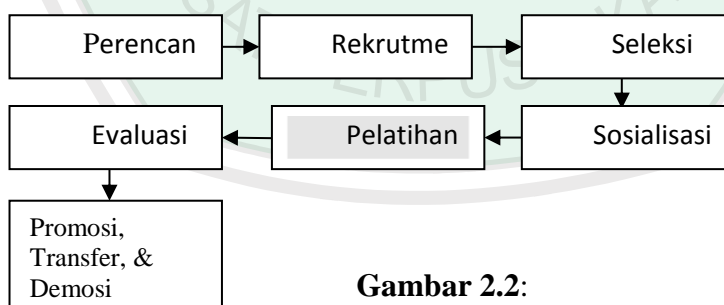 Perencan Rekrutme Seleksi
Evaluasi Pelatihan Sosialisasi
Promosi,
Transfer, &
Demosi
Gambar 2.2: